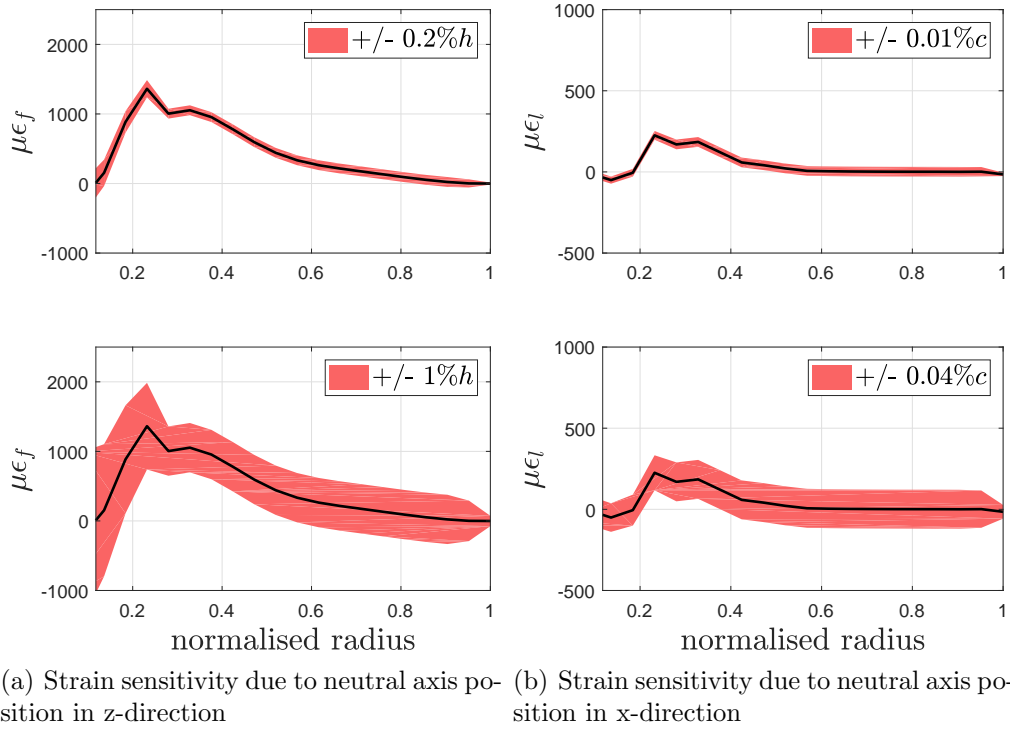 2000
1000
0
-1000
με_f
+/- 0.2%h
0.2 0.4 0.6 0.8 1
1000
500
0
-500
με_l
+/- 0.01%c
0.2 0.4 0.6 0.8 1
2000
1000
0
-1000
με_f
+/- 1%h
0.2 0.4 0.6 0.8 1
normalised radius
1000
500
0
-500
με_l
+/- 0.04%c
0.2 0.4 0.6 0.8 1
normalised radius
(a) Strain sensitivity due to neutral axis po-
sition in z-direction
(b) Strain sensitivity due to neutral axis po-
sition in x-direction